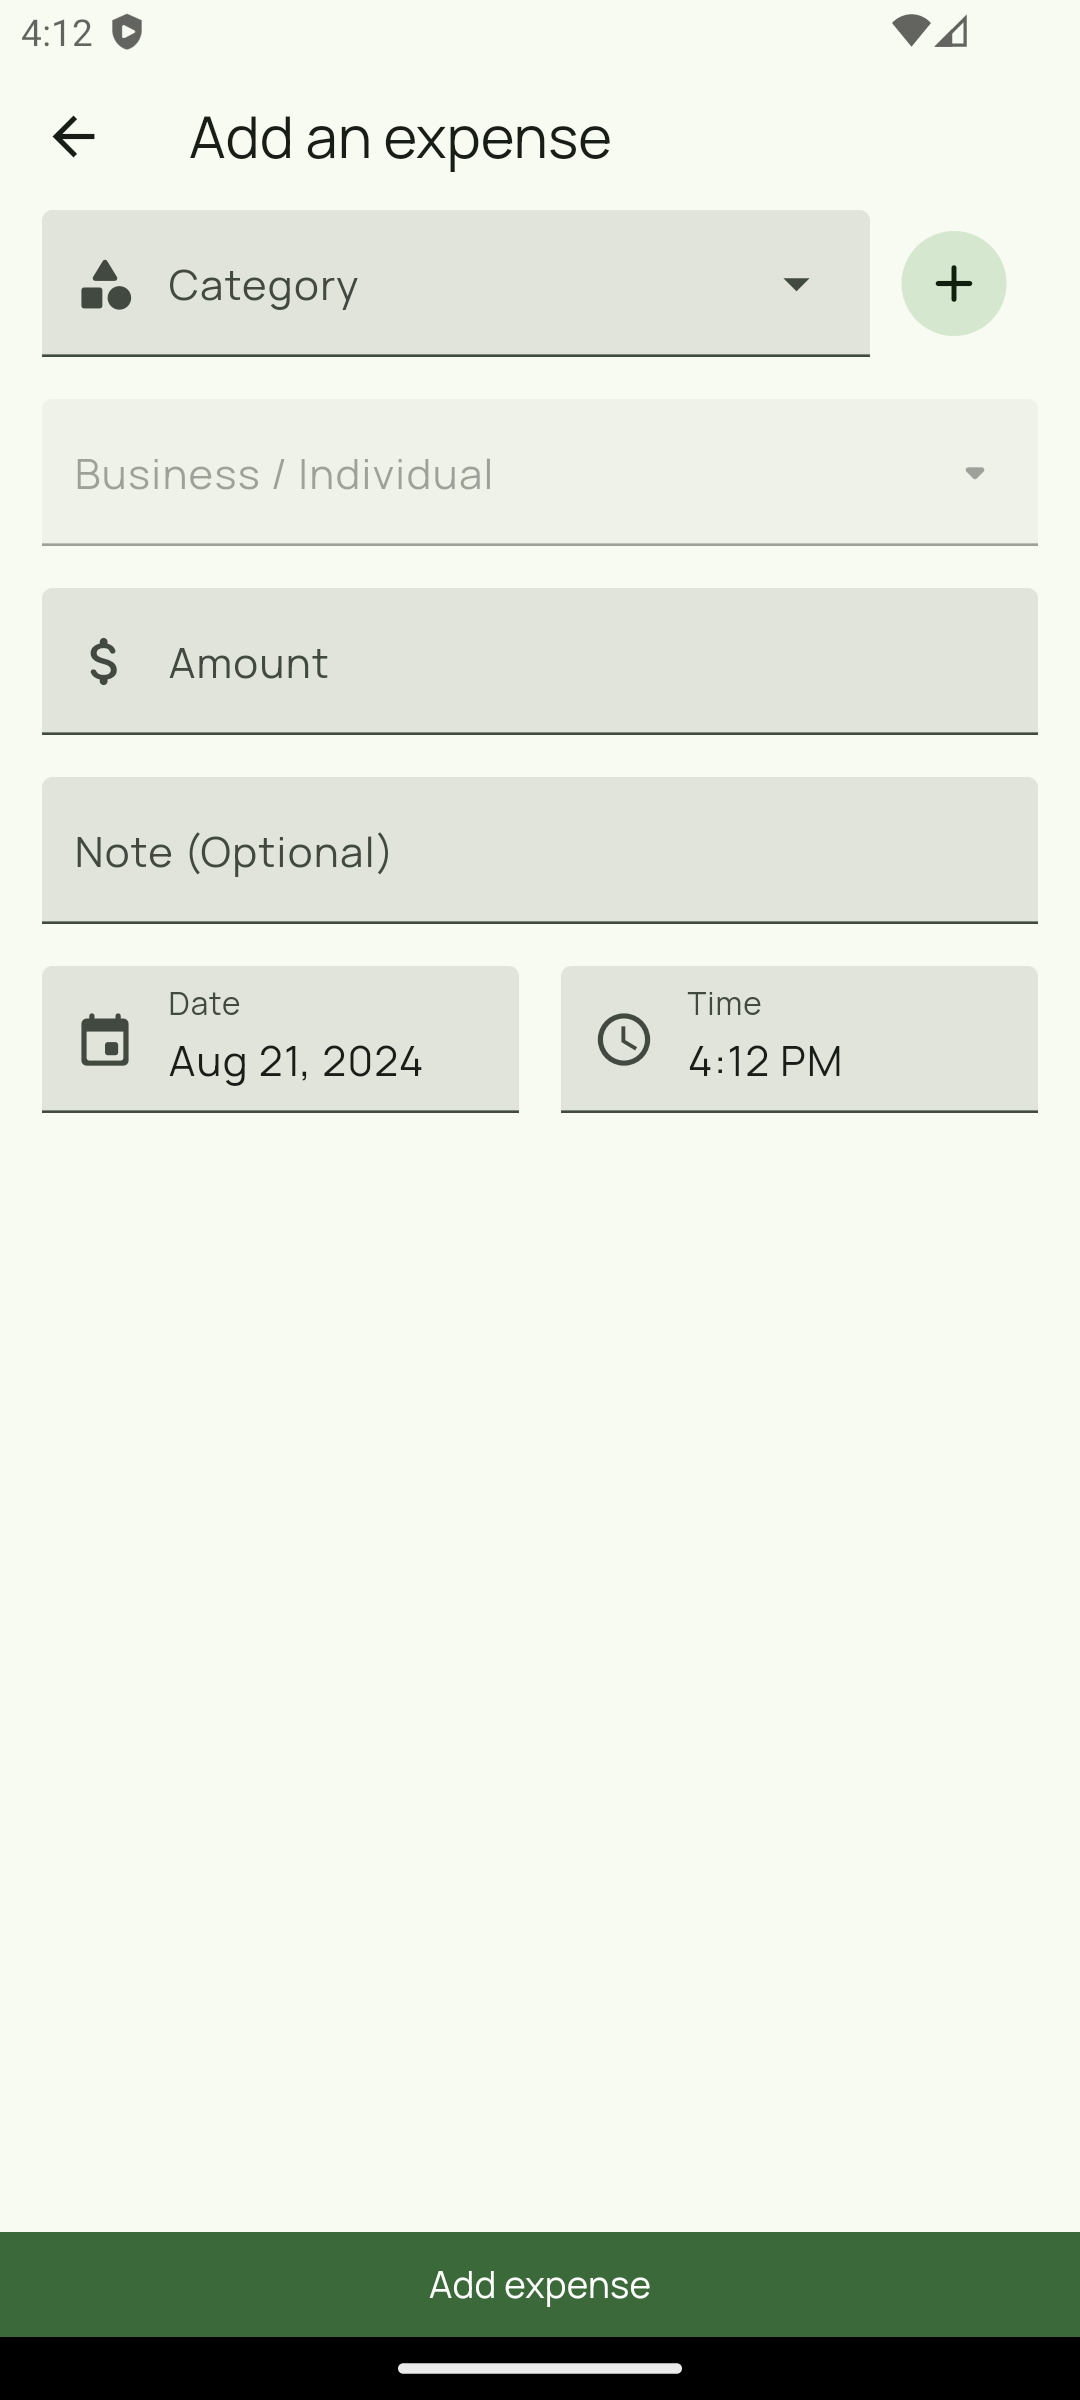 4:12
Add an expense
Category
Business / Individual
Amount
Note (Optional)
Date
Aug 21, 2024
Time
4:12 PM
Add expense